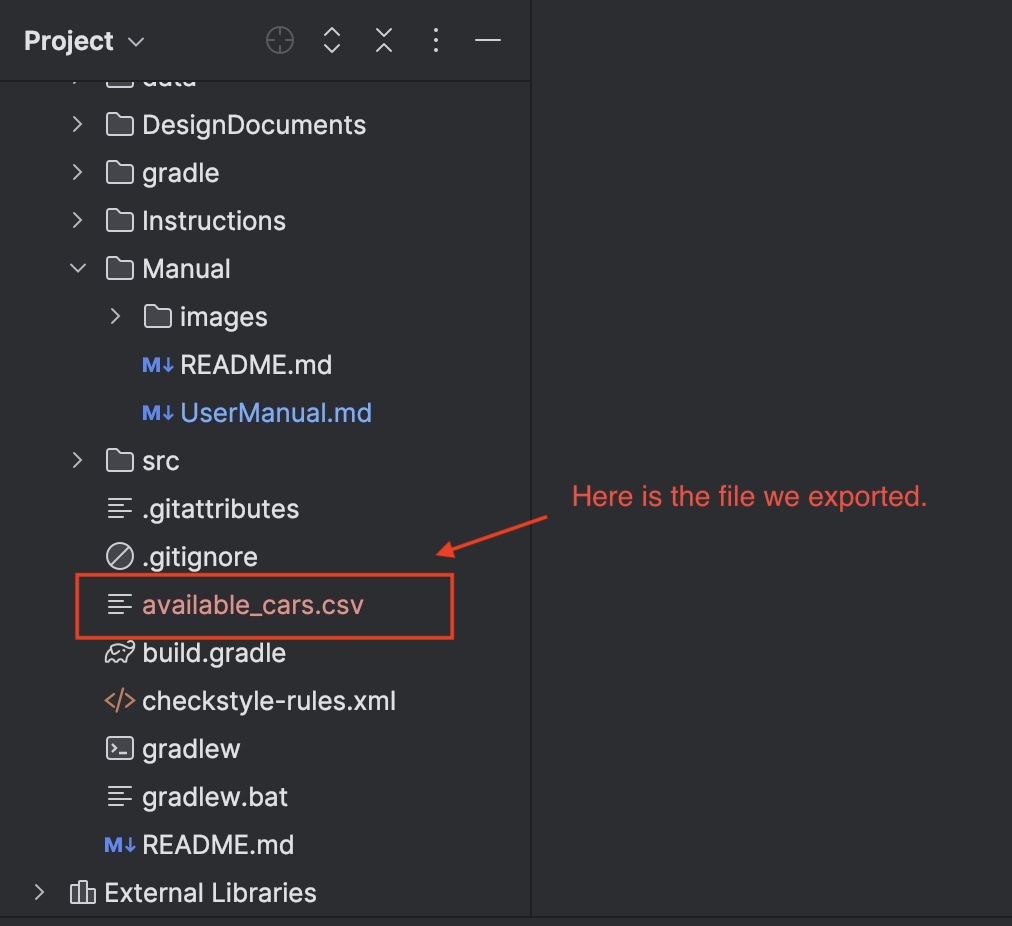 Project
data
DesignDocuments
gradle
Instructions
Manual
images
M↓ README.md
M↓ UserManual.md
src
.gitattributes
Here is the file we exported.
.gitignore
available_cars.csv
build.gradle
</> checkstyle-rules.xml
gradlew
gradlew.bat
M↓ README.md
External Libraries